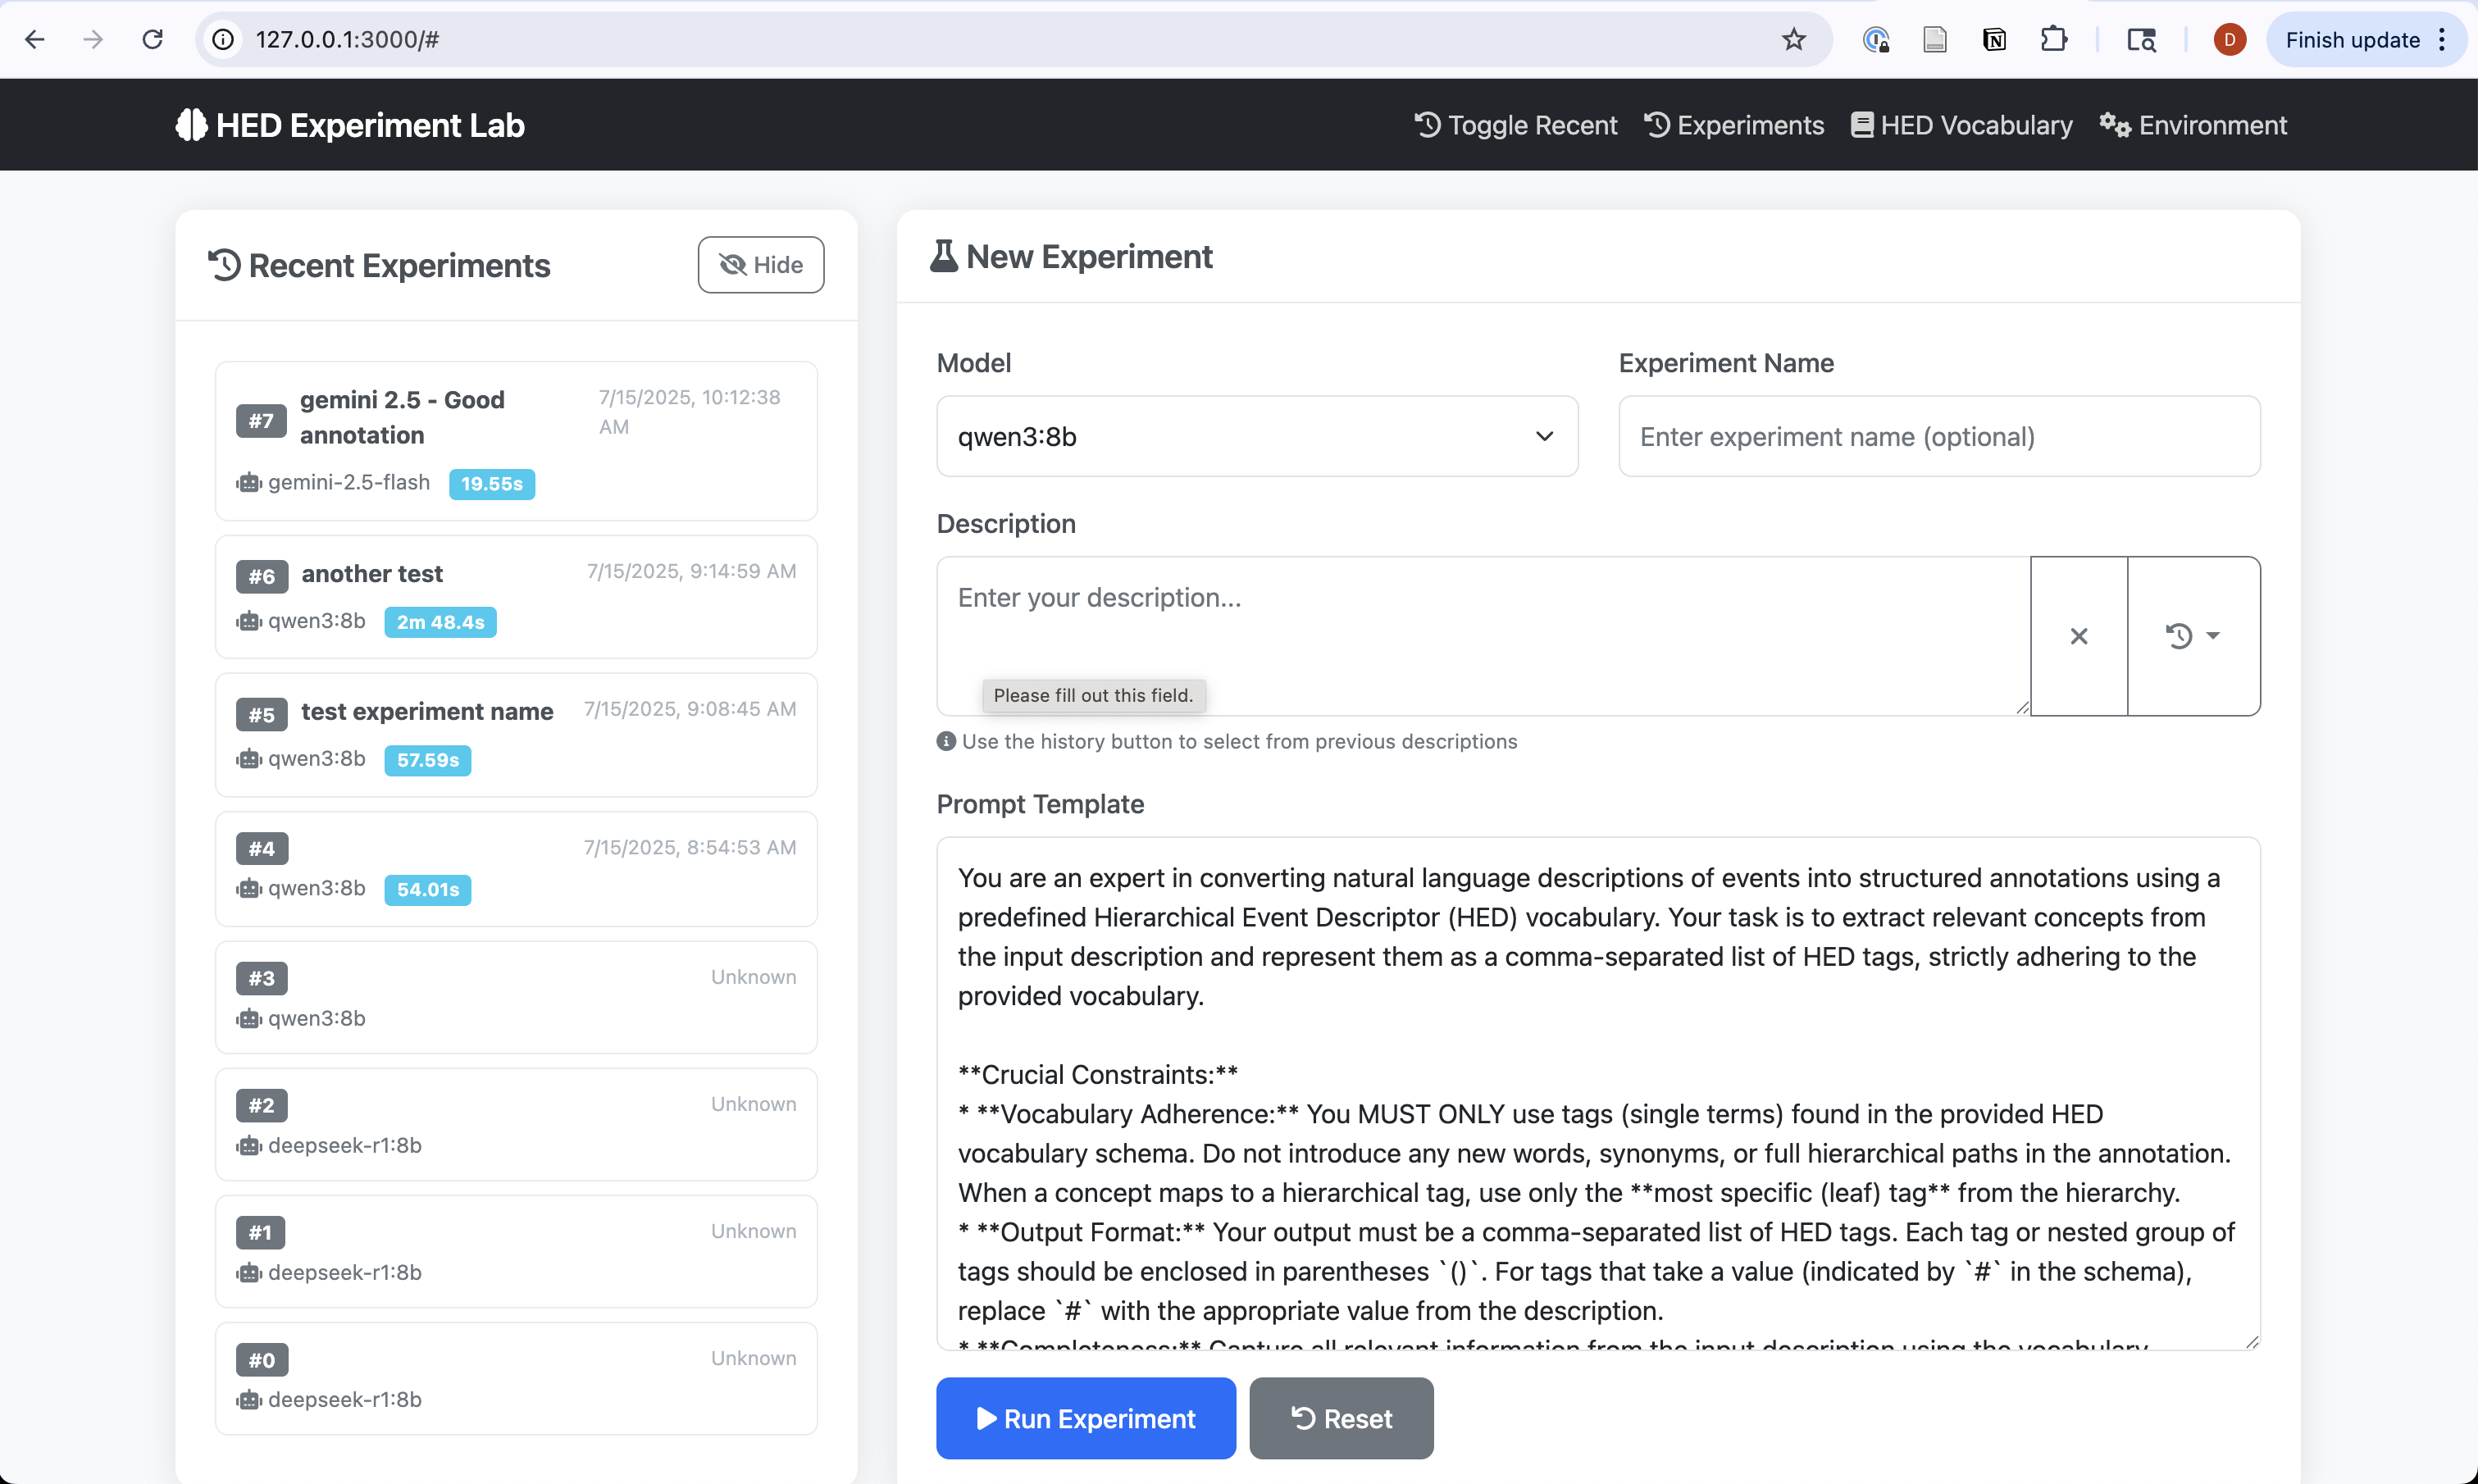 127.0.0.1:3000/#
D
Finish update
HED Experiment Lab
Toggle Recent
Experiments
HED Vocabulary
Environment
Recent Experiments
Hide
#7
gemini 2.5 - Good
annotation
7/15/2025, 10:12:38
AM
gemini-2.5-flash
19.55s
#6
another test
7/15/2025, 9:14:59 AM
qwen3:8b
2m 48.4s
#5
test experiment name
7/15/2025, 9:08:45 AM
qwen3:8b
57.59s
#4
7/15/2025, 8:54:53 AM
qwen3:8b
54.01s
#3
Unknown
qwen3:8b
#2
Unknown
deepseek-r1:8b
#1
Unknown
deepseek-r1:8b
#0
Unknown
deepseek-r1:8b
New Experiment
Model
qwen3:8b
Experiment Name
Enter experiment name (optional)
Description
Enter your description...
Please fill out this field.
Use the history button to select from previous descriptions
Prompt Template
You are an expert in converting natural language descriptions of events into structured annotations using a
predefined Hierarchical Event Descriptor (HED) vocabulary. Your task is to extract relevant concepts from
the input description and represent them as a comma-separated list of HED tags, strictly adhering to the
provided vocabulary.
**Crucial Constraints:**
* **Vocabulary Adherence:** You MUST ONLY use tags (single terms) found in the provided HED
vocabulary schema. Do not introduce any new words, synonyms, or full hierarchical paths in the annotation.
When a concept maps to a hierarchical tag, use only the **most specific (leaf) tag** from the hierarchy.
* **Output Format:** Your output must be a comma-separated list of HED tags. Each tag or nested group of
tags should be enclosed in parentheses `()`. For tags that take a value (indicated by `#` in the schema),
replace `#` with the appropriate value from the description.
* **Completeness:** Capture all relevant information from the input description using the vocabulary
Run Experiment
Reset